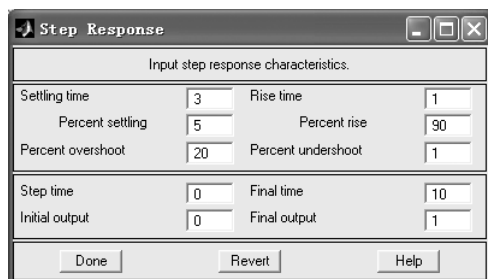 Step Response
Input step response characteristics.
Settling time 3 Rise time 1
Percent settling 5 Percent rise 90
Percent overshoot 20 Percent undershoot 1
Step time 0 Final time 10
Initial output 0 Final output 1
Done Revert Help